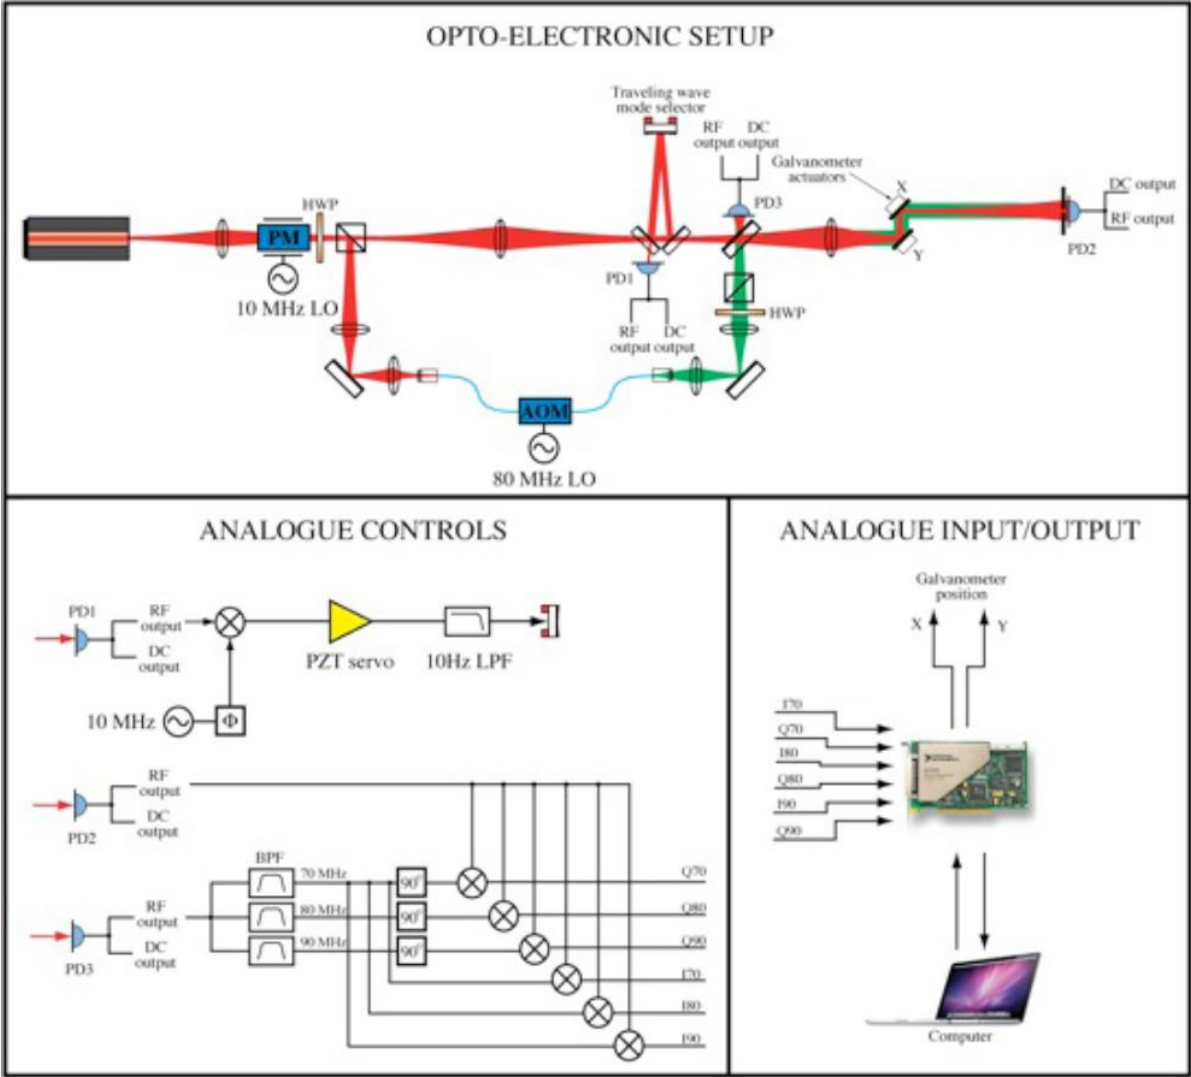 OPTO-ELECTRONIC SETUP
Traveling wave
mode selector
RF DC
output output
Galvanometer
actuators
X
DC output
HWP
PD3
RF output
PM
Y
PD2
PD1
10 MHz LO
HWP
RF DC
output output
AOM
80 MHz LO
ANALOGUE CONTROLS
PD1
RF
output
DC
output
PZT servo
10Hz LPF
10 MHz
Φ
RF
output
DC
output
PD2
BPF
70 MHz
90°
Q70
RF
output
80 MHz
90°
Q80
DC
output
90 MHz
90°
Q90
PD3
I70
I80
I90
ANALOGUE INPUT/OUTPUT
Galvanometer
position
X
Y
I70
Q70
I80
Q80
I90
Q90
Computer